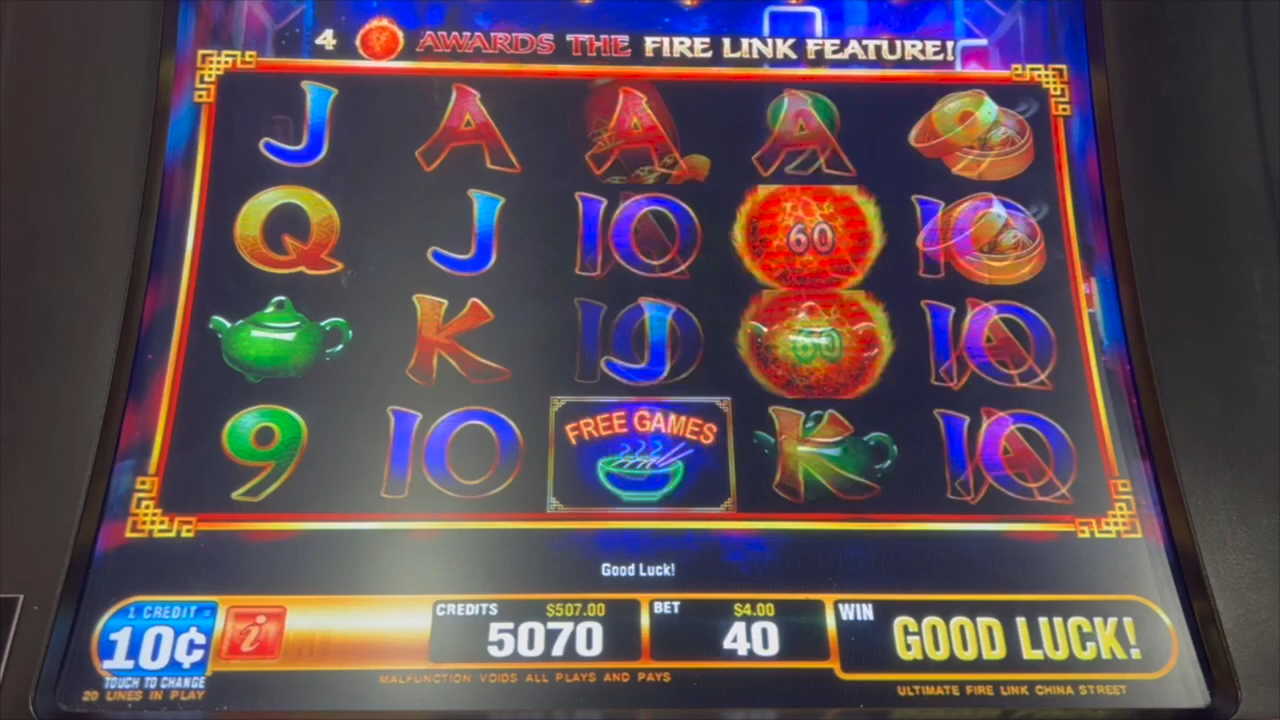 4 AWARDS THE FIRE LINK FEATURE!
J A A A
Q J 10 60 10
K 10 J 60 10 A
9 10 FREE GAMES K 10 A
Good Luck!
1 CREDIT =
10¢
TOUCH TO CHANGE
20 LINES IN PLAY
i
CREDITS $507.00
5070
BET $4.00
40
WIN GOOD LUCK!
MALFUNCTION VOIDS ALL PLAYS AND PAYS
ULTIMATE FIRE LINK CHINA STREET